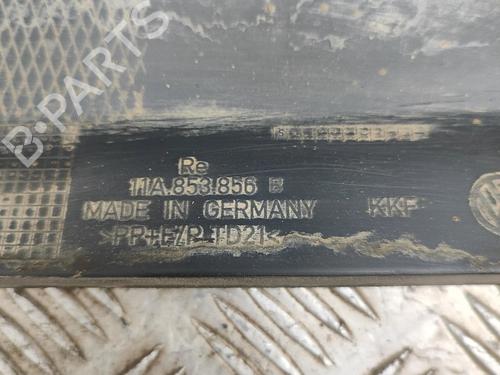 B-PARTS
Re
11A.853.856 B
MADE IN GERMANY KKF
>PP+E/P TD21<